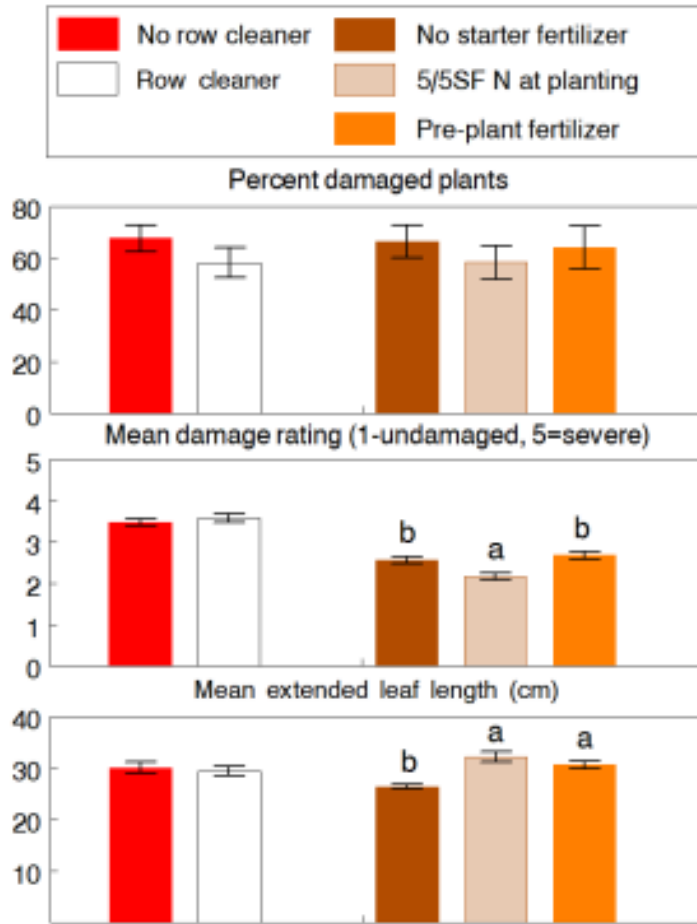 No row cleaner
No starter fertilizer
Row cleaner
5/5SF N at planting
Pre-plant fertilizer
Percent damaged plants
80
60
40
20
0
Mean damage rating (1-undamaged, 5=severe)
5
4
3
2
1
0
b
a
b
Mean extended leaf length (cm)
40
30
20
10
b
a
a